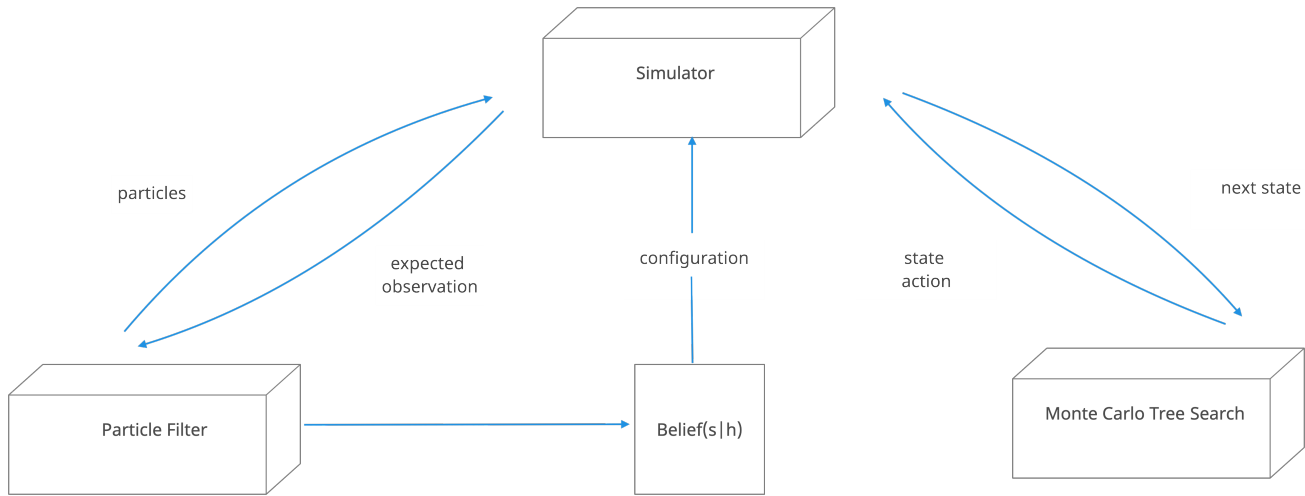 Simulator
particles
next state
expected
observation
configuration
state
action
Particle Filter
Belief(s|h)
Monte Carlo Tree Search